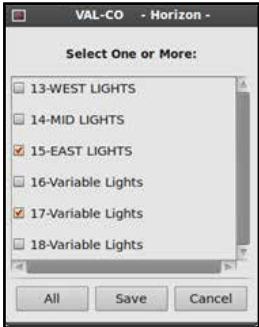 VAL-CO - Horizon -
Select One or More:
13-WEST LIGHTS
14-MID LIGHTS
15-EAST LIGHTS
16-Variable Lights
17-Variable Lights
18-Variable Lights
All Save Cancel